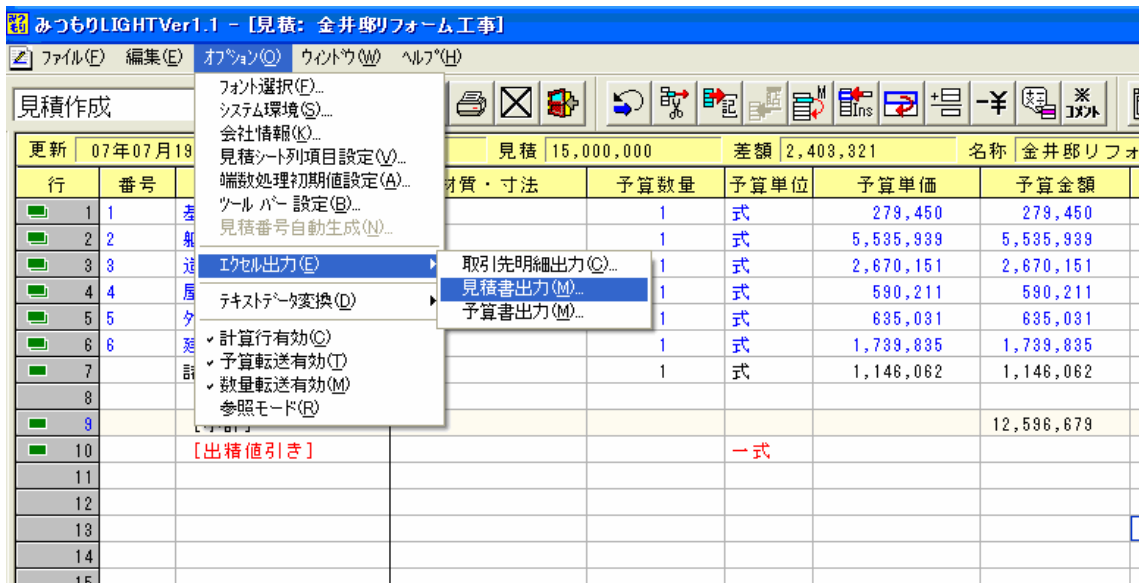 みつもりLIGHTVer1.1 - [見積: 金井邸リフォーム工事]
ファイル(F) 編集(E) オプション(O) ウィンドウ(W) ヘルプ(H)
見積作成
フォント選択(F)...
システム環境(S)....
会社情報(K)...
見積シート列項目設定(V)...
端数処理初期値設定(A)...
ツール バー 設定(B)...
見積番号自動生成(N)...
エクセル出力(E)
テキストデータ変換(D)
計算行有効(C)
予算転送有効(T)
数量転送有効(M)
参照モード(R)
取引先明細出力(C)...
見積書出力(M)...
予算書出力(M)...
M
記
店
Ins
-¥
※
コメント
更新 07年07月19 見積 15,000,000 差額 2,403,321 名称 金井邸リフォ
行 番号 材質・寸法 予算数量 予算単位 予算単価 予算金額
1 1 1 式 279,450 279,450
2 2 1 式 5,535,939 5,535,939
3 3 1 式 2,670,151 2,670,151
4 4 屋 1 式 590,211 590,211
5 5 1 式 635,031 635,031
6 6 1 式 1,739,835 1,739,835
7 諸 1 式 1,146,062 1,146,062
8
9 12,596,679
10 [出精値引き] 一式
11
12
13
14
15